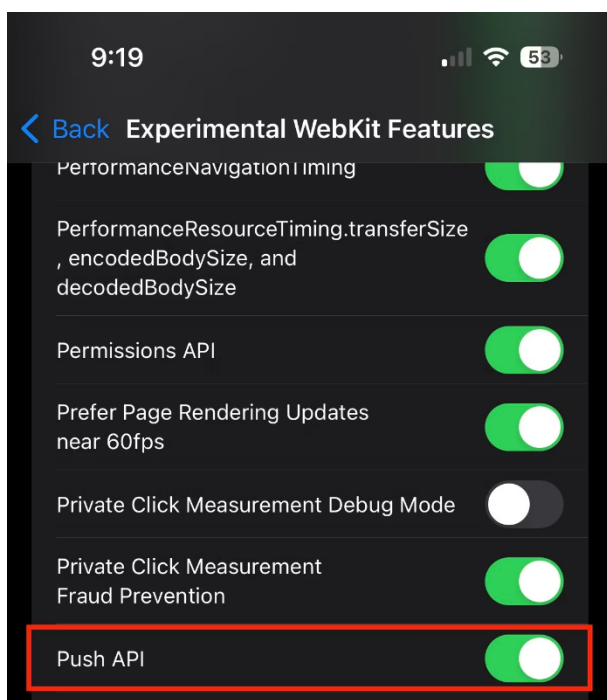 9:19
53
Back Experimental WebKit Features
PerformanceNavigationTiming
PerformanceResourceTiming.transferSize
, encodedBodySize, and
decodedBodySize
Permissions API
Prefer Page Rendering Updates
near 60fps
Private Click Measurement Debug Mode
Private Click Measurement
Fraud Prevention
Push API